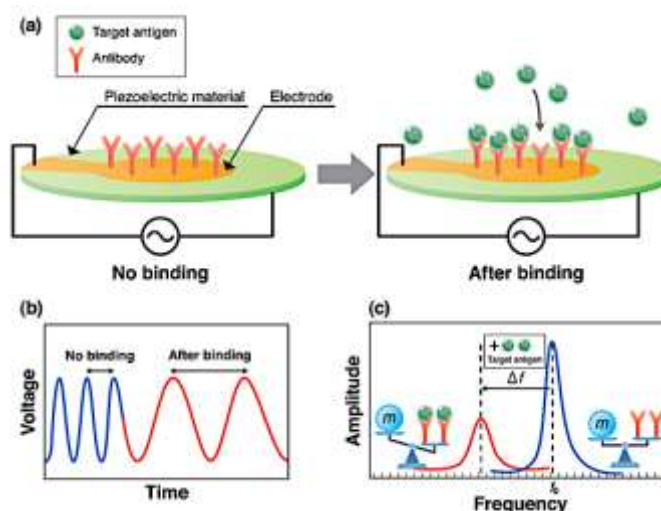 (a)
Target antigen
Antibody
Piezoelectric material
Electrode
No binding
After binding
(b)
No binding
After binding
Voltage
Time
(c)
+
Target antigen
Δf
m
m
Amplitude
f₀
Frequency